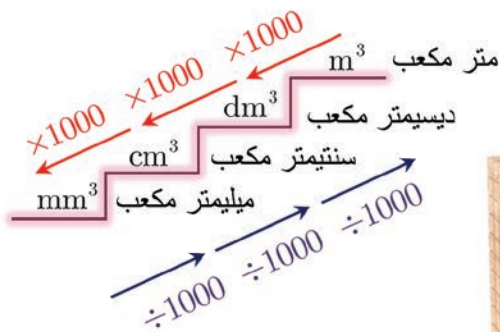 ×1000 ×1000 ×1000
m³ متر مكعب
dm³ ديسيمتر مكعب
cm³ سنتيمتر مكعب
mm³ ميليمتر مكعب
÷1000 ÷1000 ÷1000